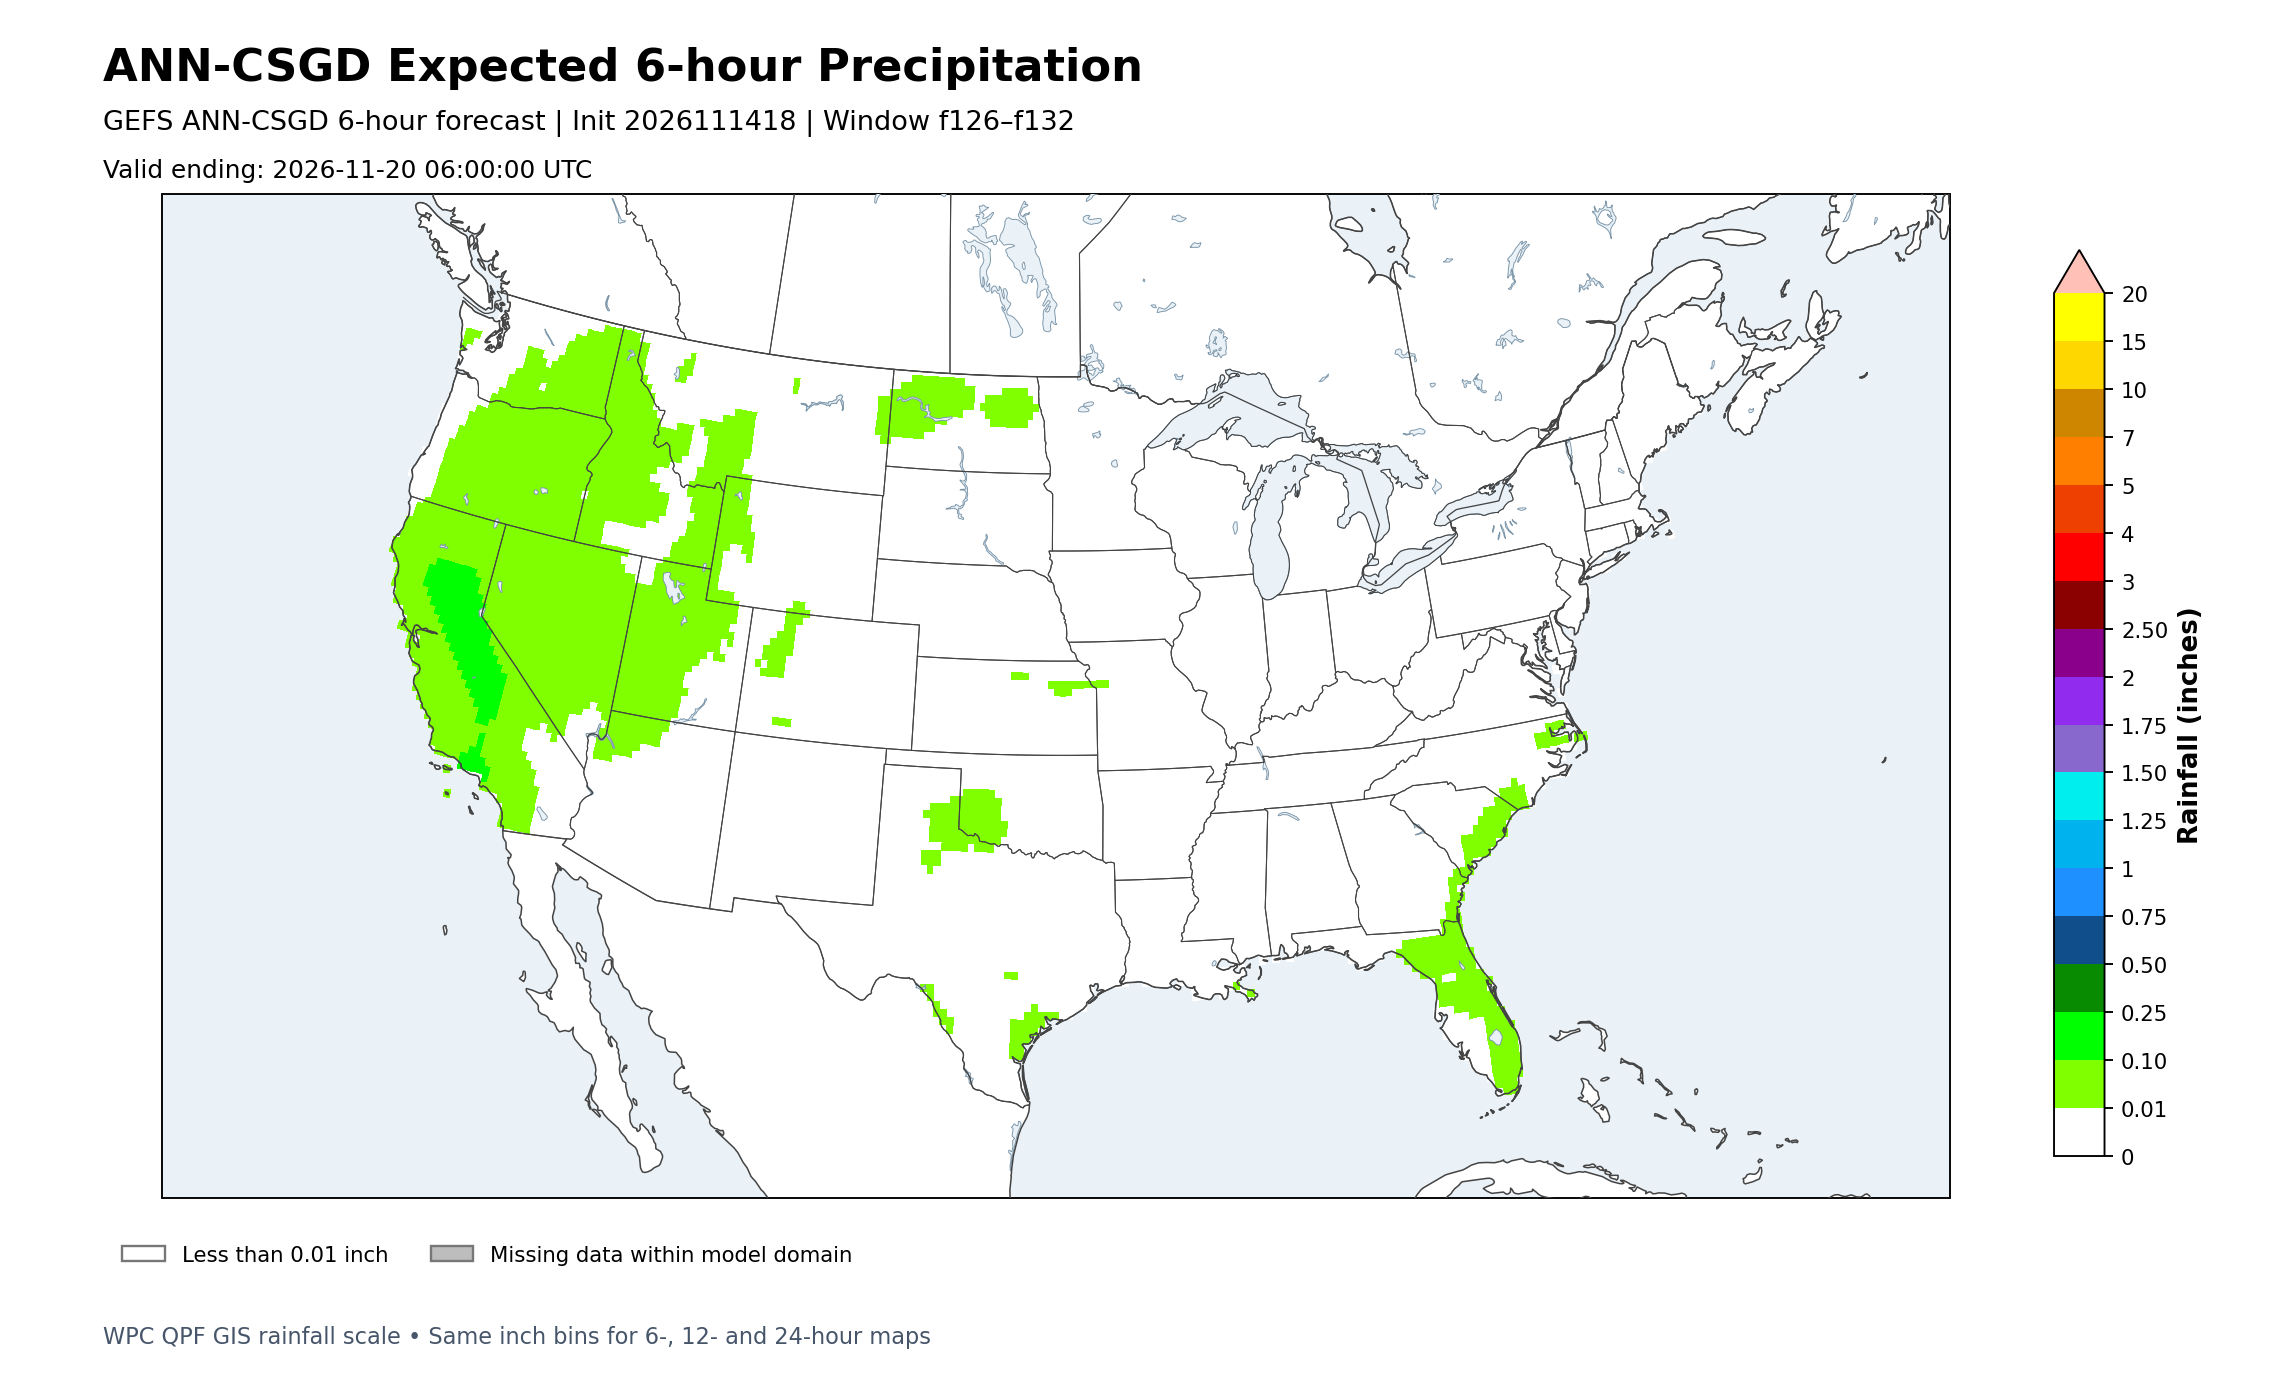 ANN-CSGD Expected 6-hour Precipitation
GEFS ANN-CSGD 6-hour forecast | Init 2026111418 | Window f126–f132
Valid ending: 2026-11-20 06:00:00 UTC
20
15
10
7
5
4
3
2.50
2
1.75
1.50
1.25
1
0.75
0.50
0.25
0.10
0.01
0
Rainfall (inches)
Less than 0.01 inch
Missing data within model domain
WPC QPF GIS rainfall scale • Same inch bins for 6-, 12- and 24-hour maps